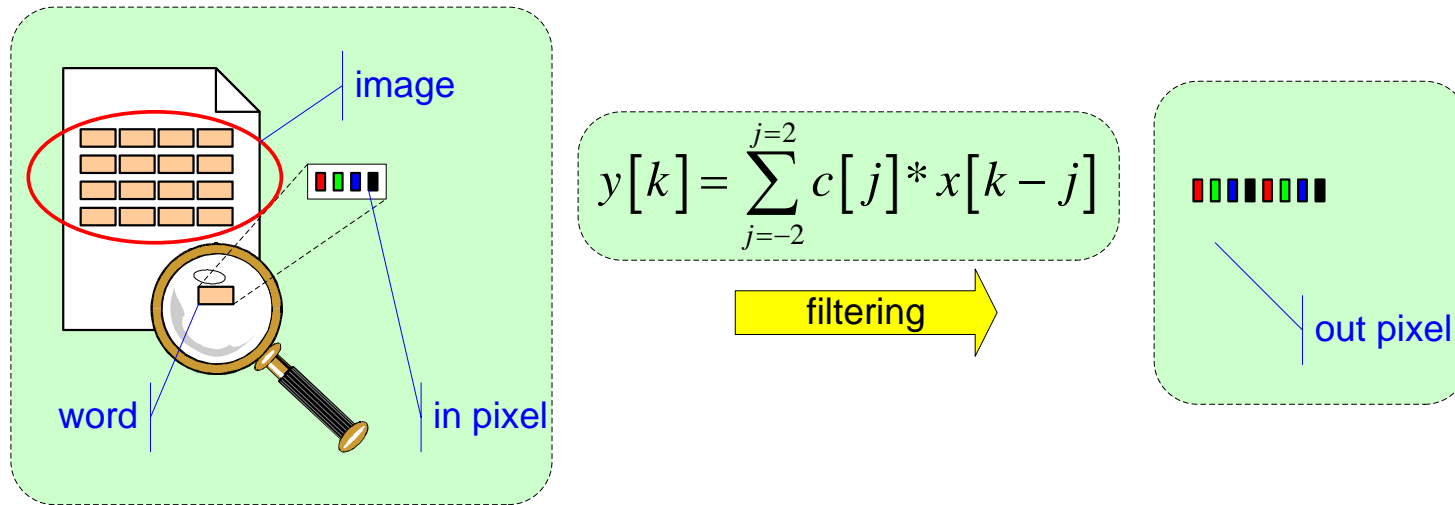 image
word
in pixel
j=2
y[k] = ∑ c[j] * x[k − j]
j=−2
filtering
out pixel